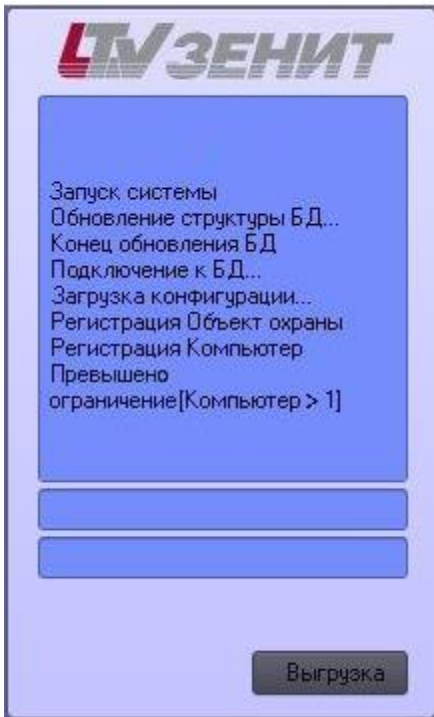 LTV ЗЕНИТ
Запуск системы
Обновление структуры БД...
Конец обновления БД
Подключение к БД...
Загрузка конфигурации...
Регистрация Объект охраны
Регистрация Компьютер
Превышено
ограничение[Компьютер > 1]
Выгрузка